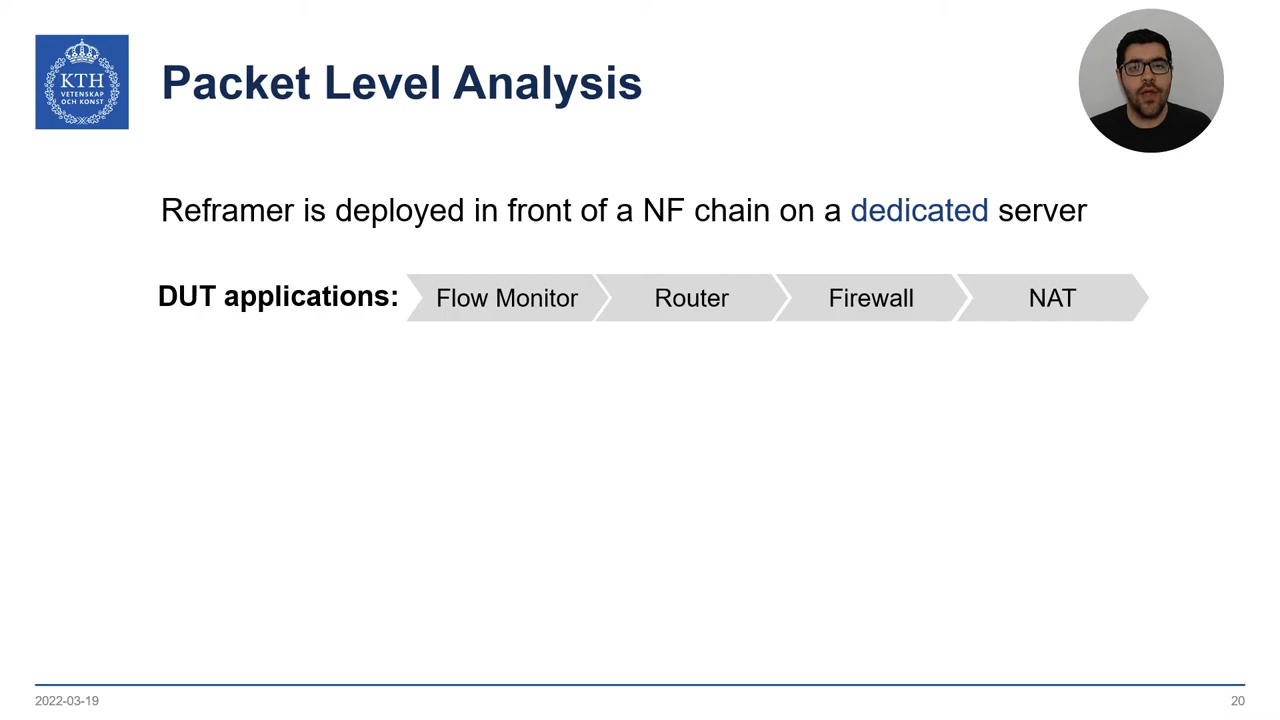 KTH
VETENSKAP
OCH KONST
Packet Level Analysis
Reframer is deployed in front of a NF chain on a dedicated server
DUT applications: Flow Monitor Router Firewall NAT
2022-03-19 20